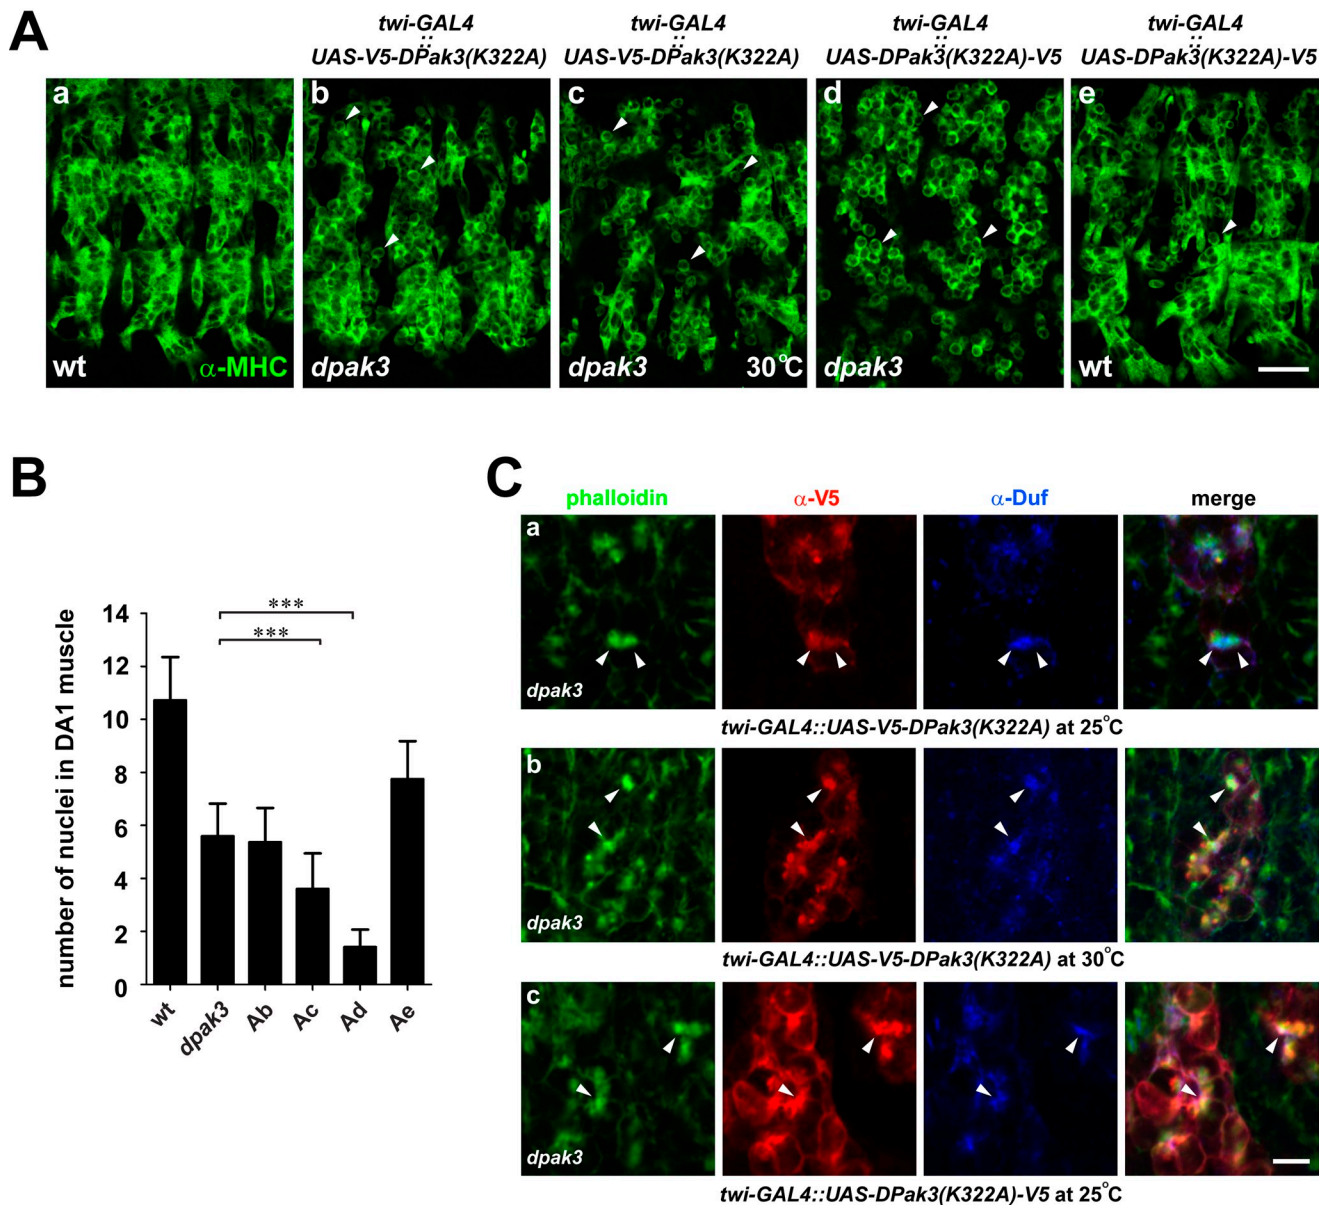 A
twi-GAL4
::
UAS-V5-DPak3(K322A)
twi-GAL4
::
UAS-V5-DPak3(K322A)
twi-GAL4
::
UAS-DPak3(K322A)-V5
twi-GAL4
::
UAS-DPak3(K322A)-V5
a
b
c
d
e
wt
α-MHC
dpak3
dpak3
30°C
dpak3
wt
B
number of nuclei in DA1 muscle
14
12
10
8
6
4
2
0
***
***
wt
dpak3
Ab
Ac
Ad
Ae
C
phalloidin
α-V5
α-Duf
merge
a
dpak3
twi-GAL4::UAS-V5-DPak3(K322A) at 25°C
b
dpak3
twi-GAL4::UAS-V5-DPak3(K322A) at 30°C
c
dpak3
twi-GAL4::UAS-DPak3(K322A)-V5 at 25°C